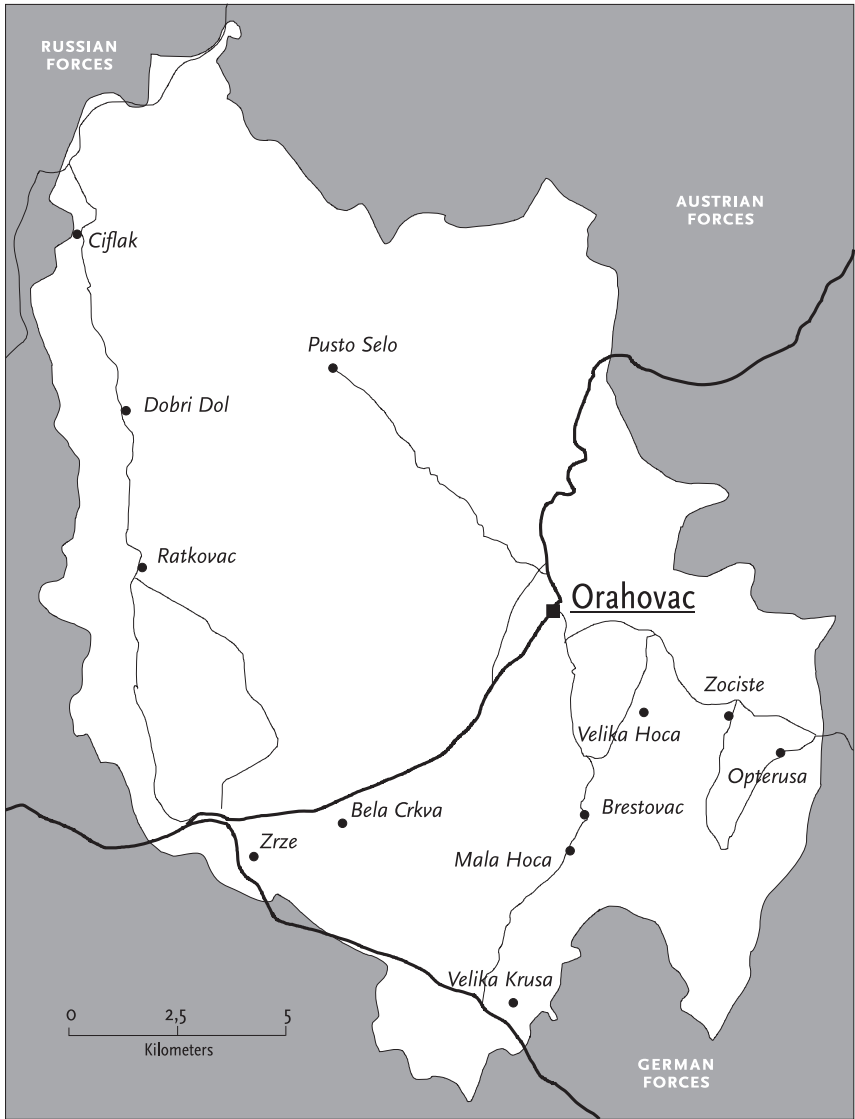 RUSSIAN
FORCES
AUSTRIAN
FORCES
Ciflak
Pusto Selo
Dobri Dol
Ratkovac
Orahovac
Zociste
Velika Hoca
Opterusa
Bela Crkva
Brestovac
Zrze
Mala Hoca
Velika Krusa
0 2,5 5
Kilometers
GERMAN
FORCES